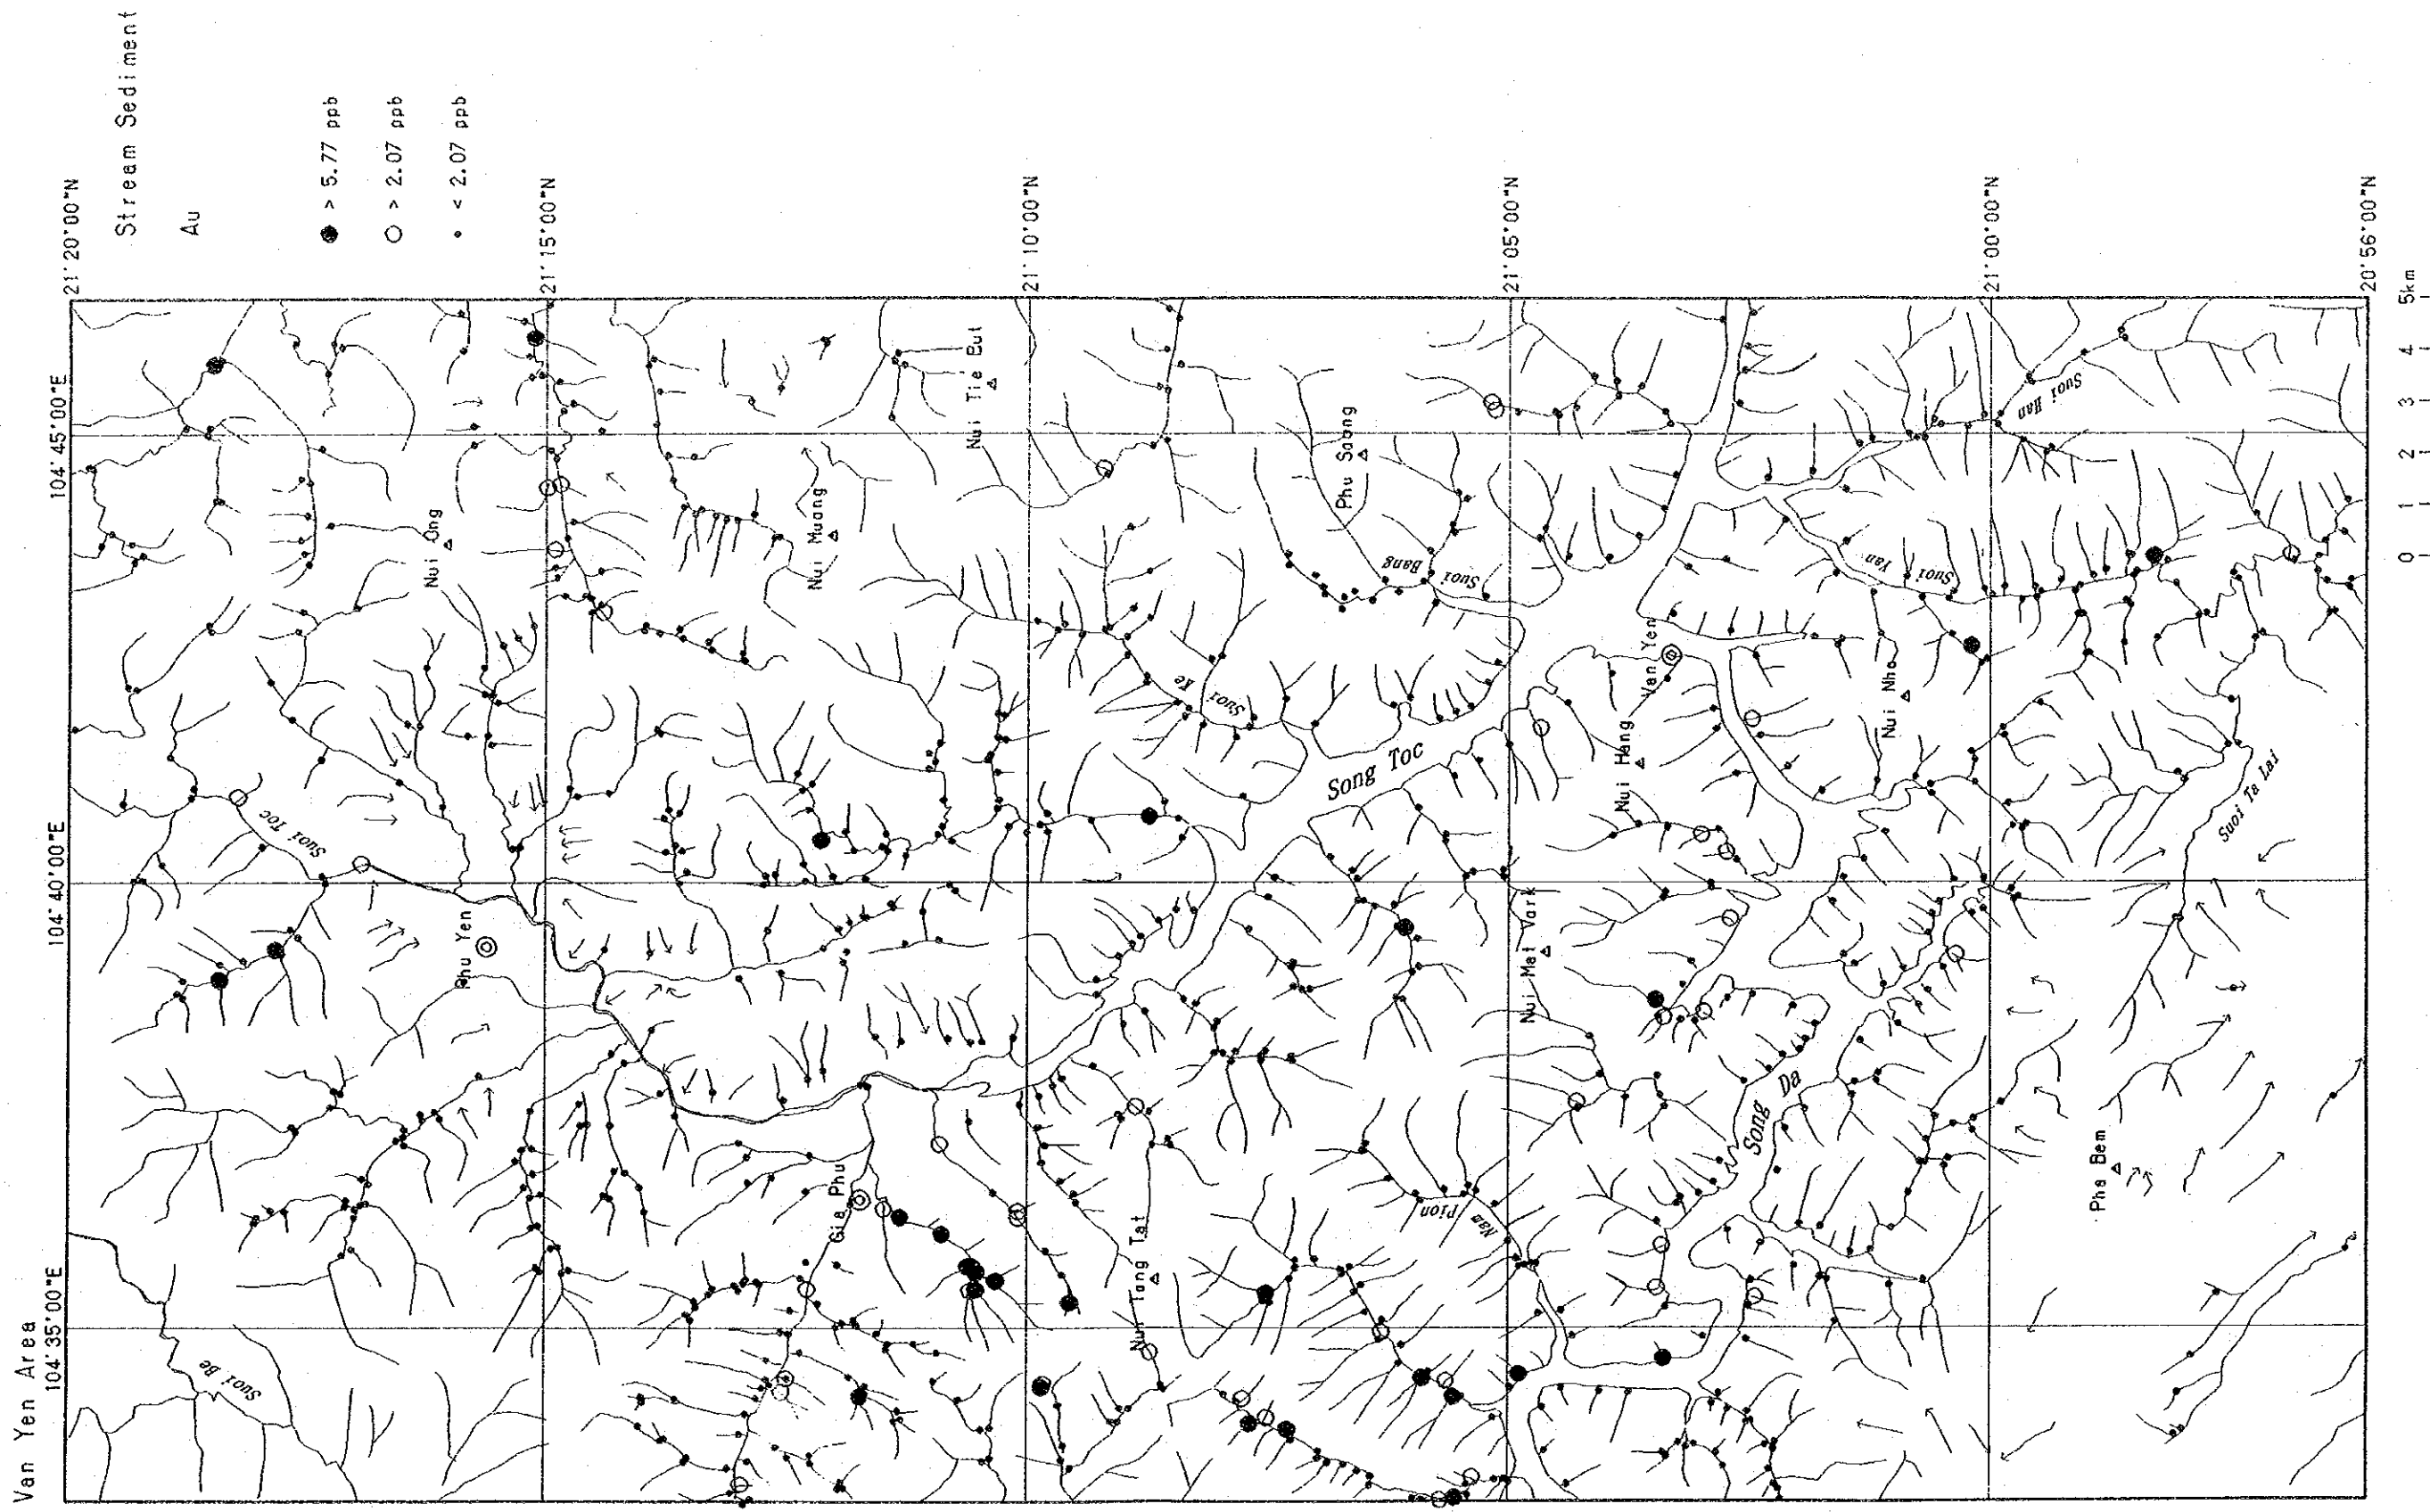 Van Yen Area
Stream Sediment
Au
> 5.77 ppb
> 2.07 ppb
< 2.07 ppb
104°35'00"E
104°40'00"E
104°45'00"E
21°20'00"N
21°15'00"N
21°10'00"N
21°05'00"N
21°00'00"N
20°56'00"N
Suoi Be
Suoi Toc
Phu Yen
Nui Ong
Gia Phu
Nui Muang
Nui Tie But
Nui Tang Tat
Suoi Ke
Song Toc
Phu Soang
Suoi Bang
Nam Pion
Nui Mat Vark
Nui Hang
Van Yen
Song Da
Nui Nho
Suoi Yan
Suoi Han
Pha Bem
Suoi Ta Lai
0 1 2 3 4 5km